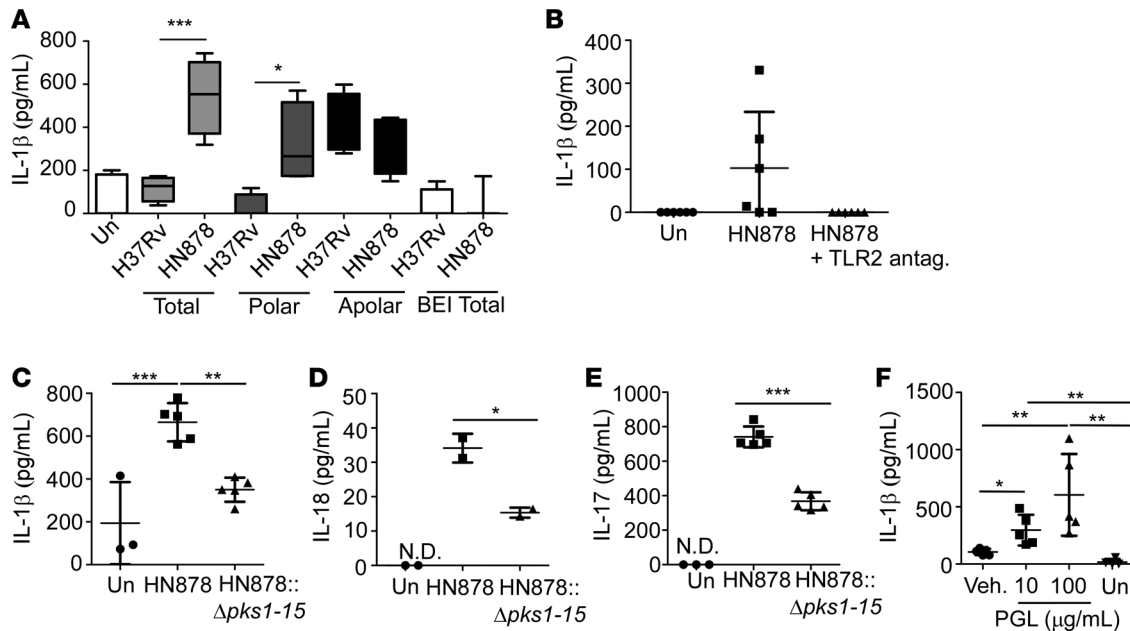 A
IL-1β (pg/mL)
800
600
400
200
0
***
*
Un
H37Rv
HN878
H37Rv
HN878
H37Rv
HN878
H37Rv
HN878
Total
Polar
Apolar
BEI Total
B
IL-1β (pg/mL)
400
300
200
100
0
Un
HN878
HN878
+ TLR2 antag.
C
IL-1β (pg/mL)
800
600
400
200
0
***
**
Un
HN878
HN878::
Δpks1-15
D
IL-18 (pg/mL)
50
40
30
20
10
0
*
N.D.
Un
HN878
HN878::
Δpks1-15
E
IL-17 (pg/mL)
1000
800
600
400
200
0
***
N.D.
Un
HN878
HN878::
Δpks1-15
F
IL-1β (pg/mL)
1500
1000
500
0
**
**
**
*
Veh.
10
100
Un
PGL (μg/mL)